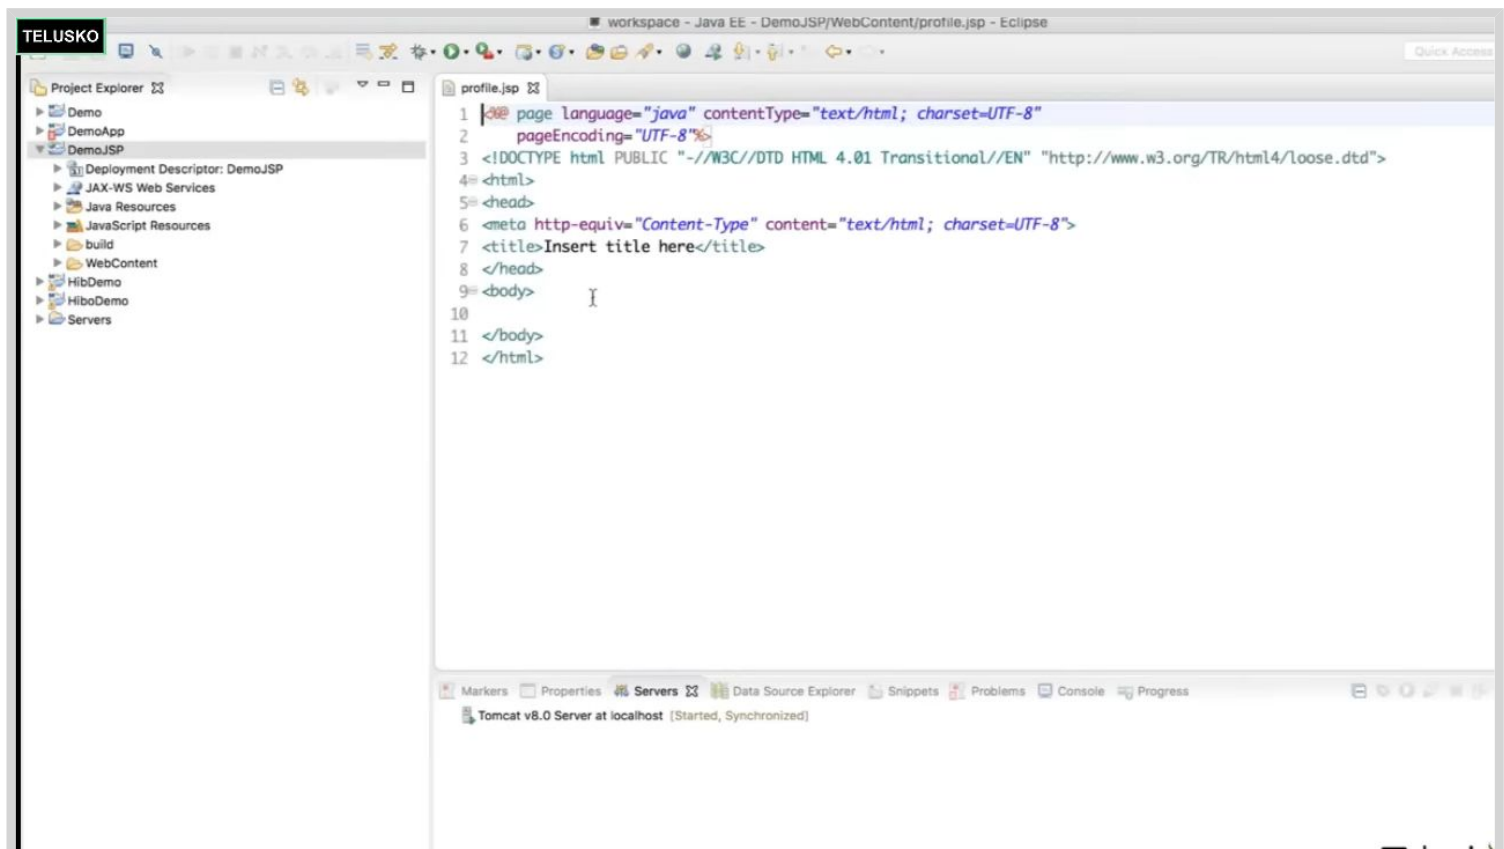 workspace - Java EE - DemoJSP/WebContent/profile.jsp - Eclipse
TELUSKO
Quick Access
Project Explorer
Demo
DemoApp
DemoJSP
Deployment Descriptor: DemoJSP
JAX-WS Web Services
Java Resources
JavaScript Resources
build
WebContent
HibDemo
HiboDemo
Servers
profile.jsp
1 <%@ page language="java" contentType="text/html; charset=UTF-8"
2 pageEncoding="UTF-8"%>
3 <!DOCTYPE html PUBLIC "-//W3C//DTD HTML 4.01 Transitional//EN" "http://www.w3.org/TR/html4/loose.dtd">
4 <html>
5 <head>
6 <meta http-equiv="Content-Type" content="text/html; charset=UTF-8">
7 <title>Insert title here</title>
8 </head>
9 <body>
10
11 </body>
12 </html>
Markers Properties Servers Data Source Explorer Snippets Problems Console Progress
Tomcat v8.0 Server at localhost [Started, Synchronized]